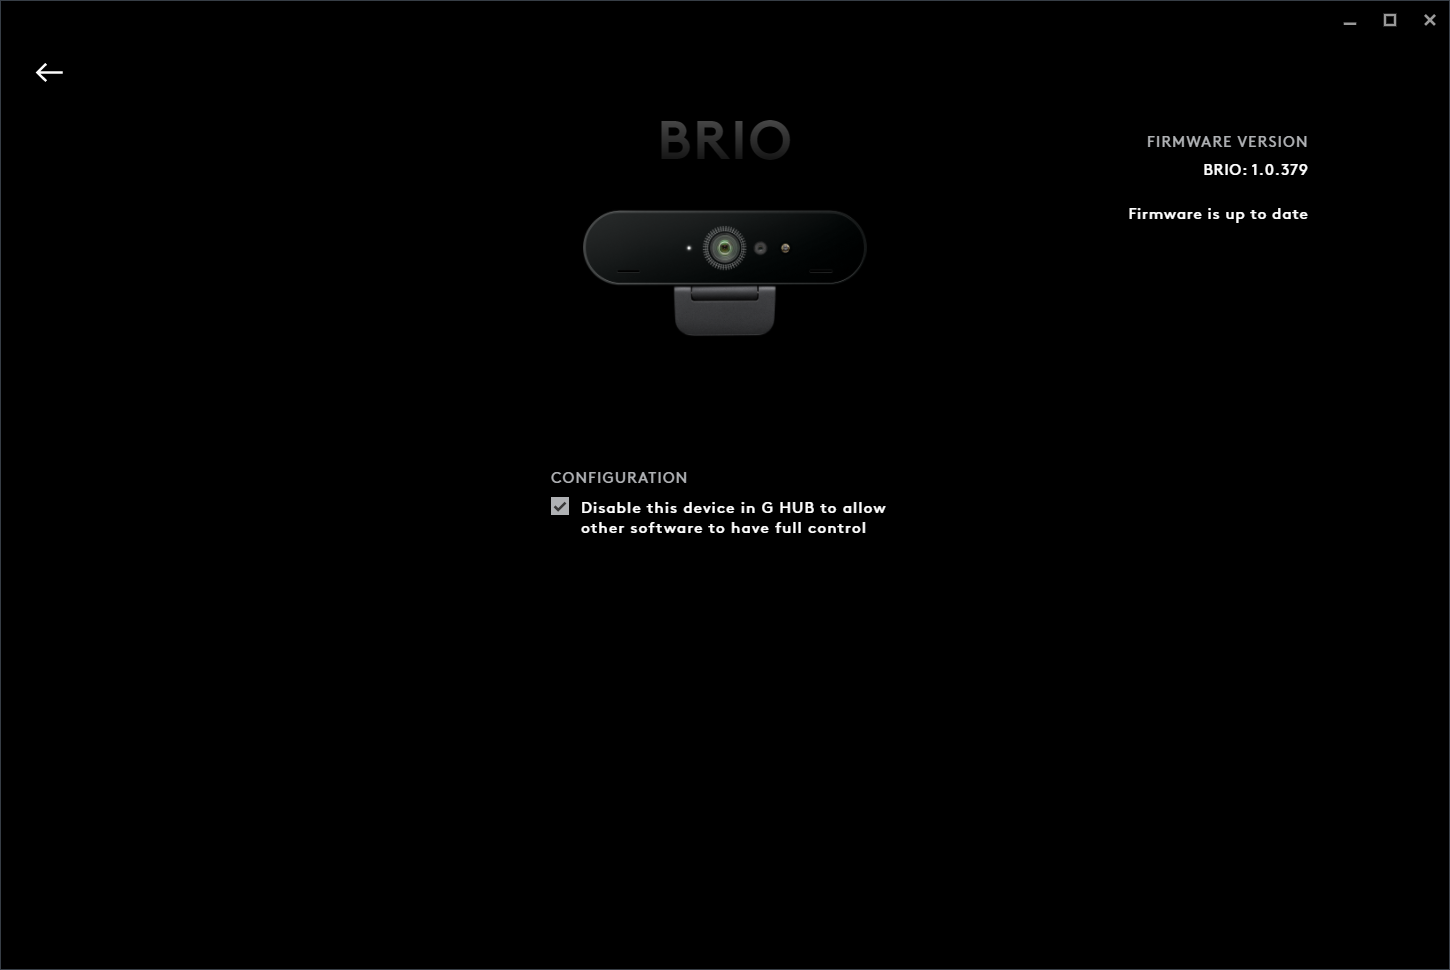 BRIO
FIRMWARE VERSION
BRIO: 1.0.379
Firmware is up to date
CONFIGURATION
Disable this device in G HUB to allow
other software to have full control